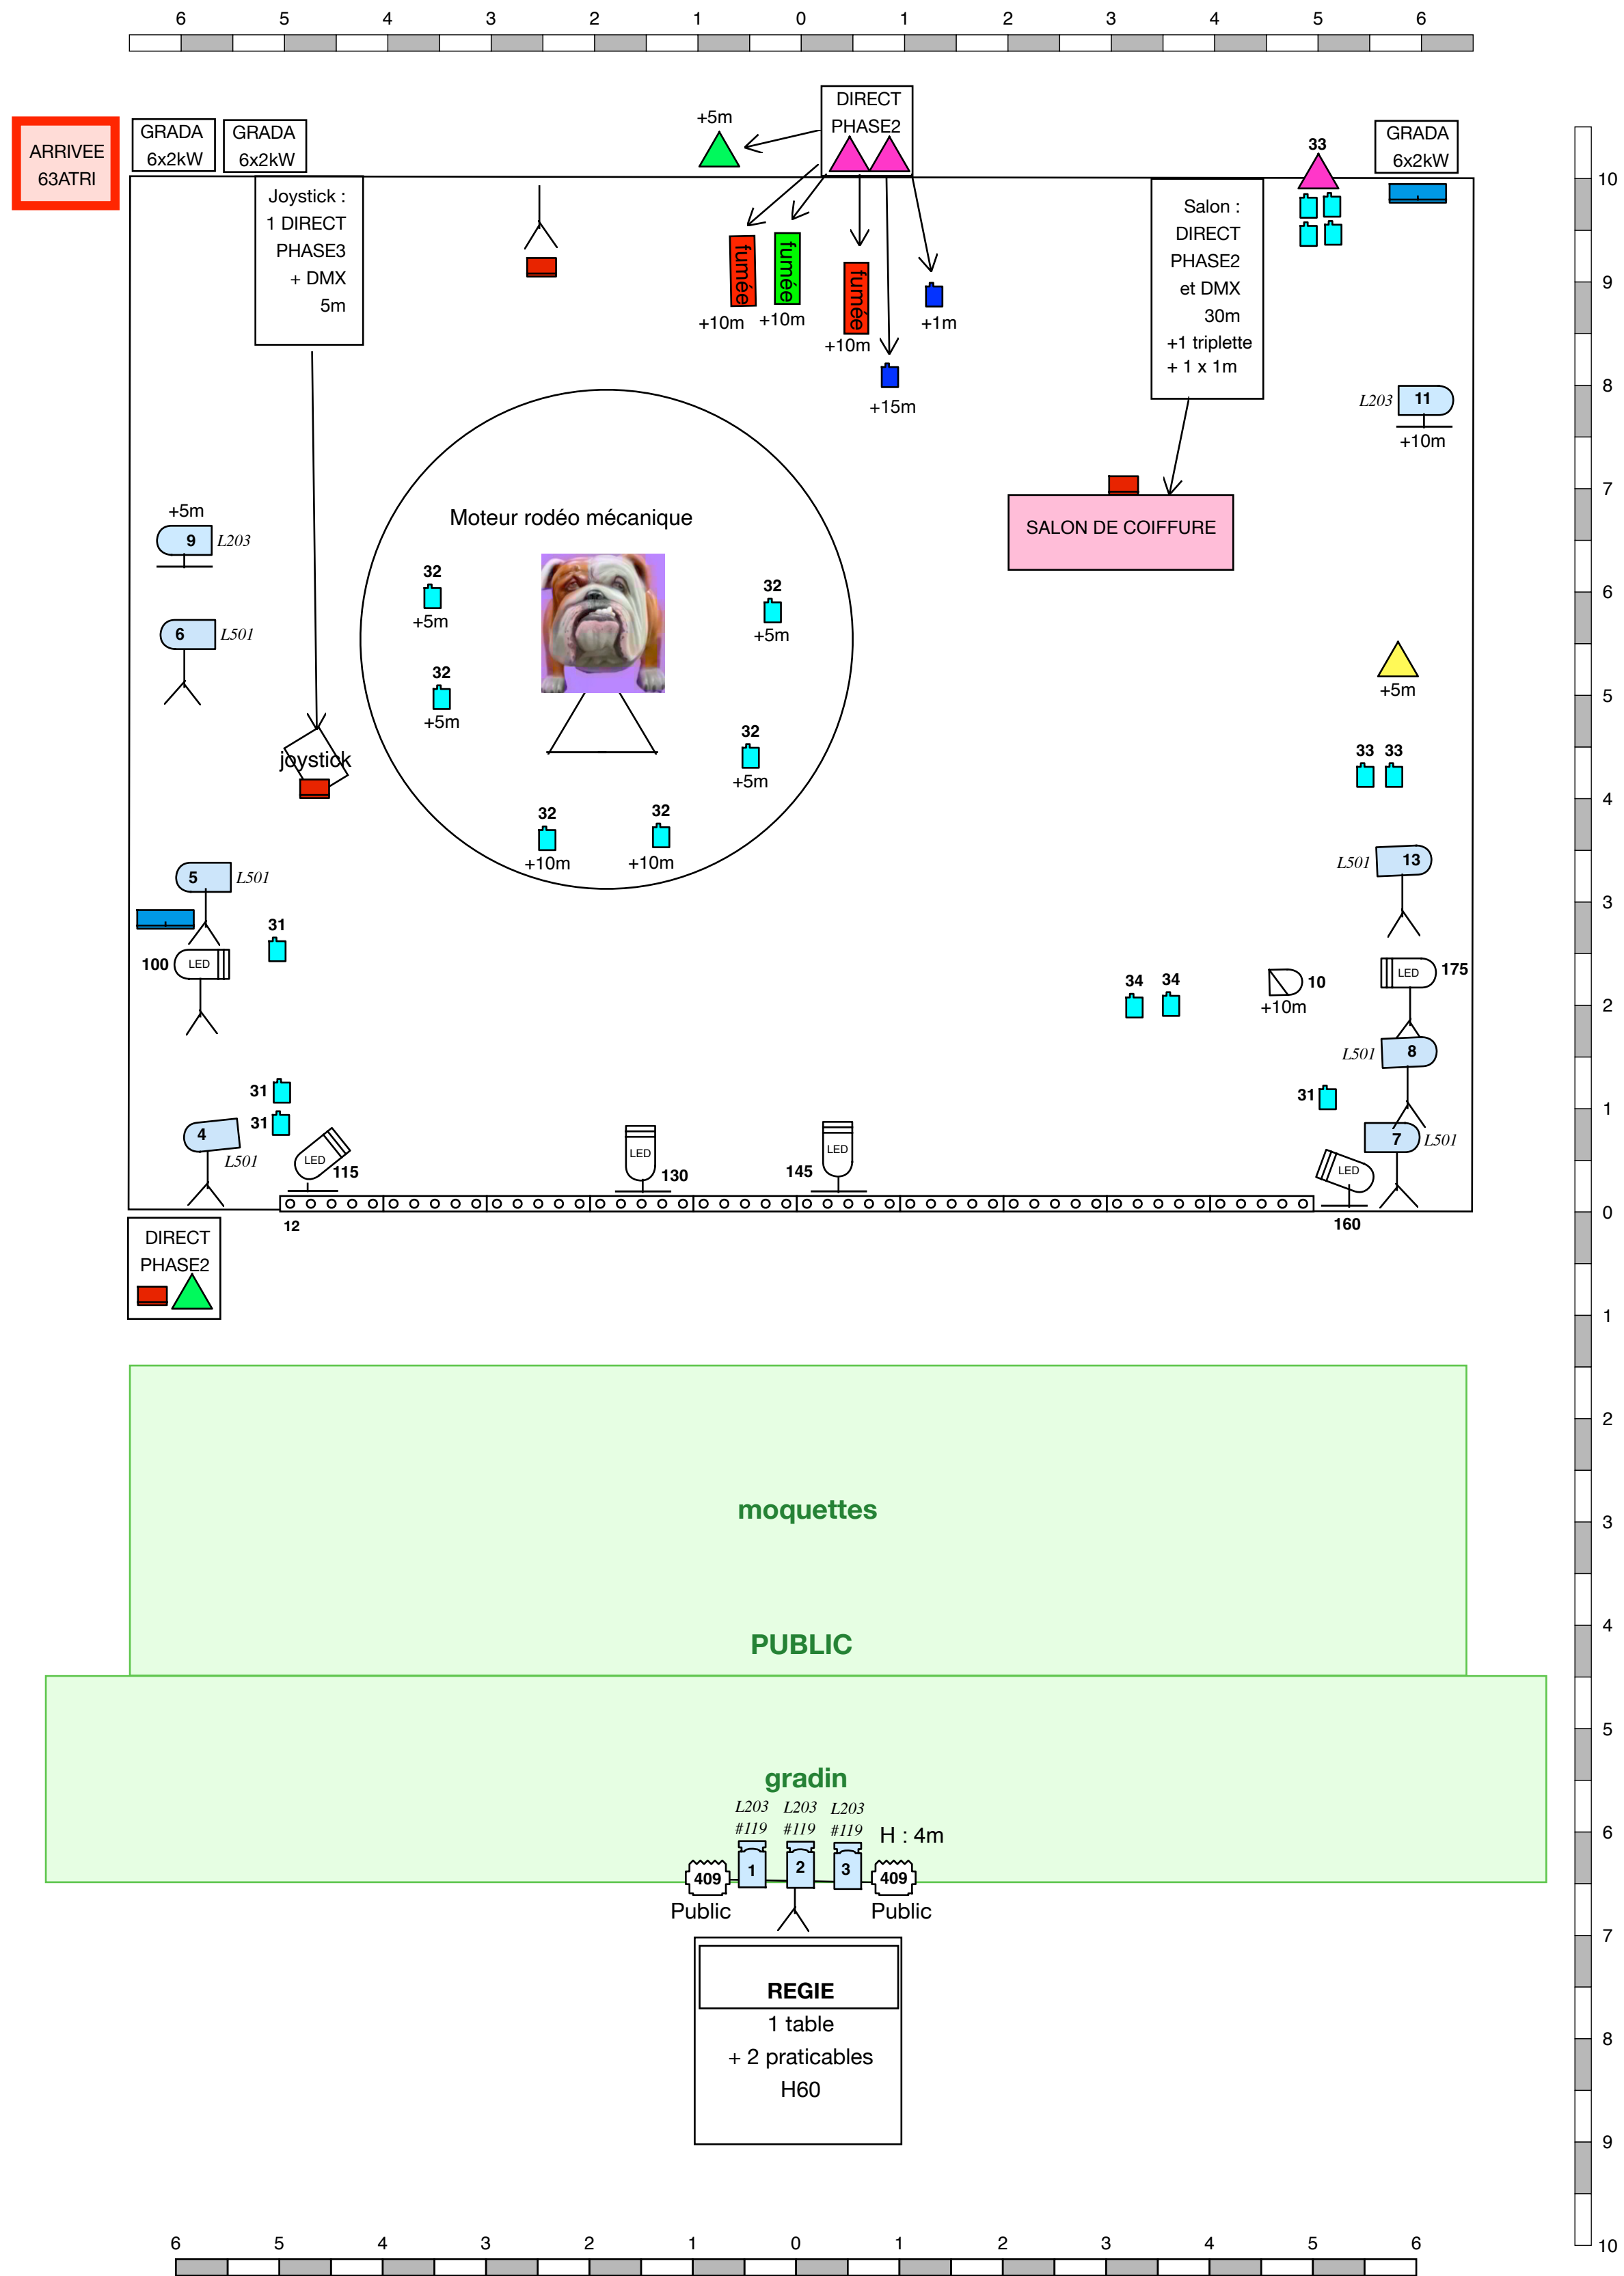 6 5 4 3 2 1 0 1 2 3 4 5 6
ARRIVEE
63ATRI
GRADA
6x2kW
GRADA
6x2kW
+5m
DIRECT
PHASE2
33
GRADA
6x2kW
10
Joystick :
1 DIRECT
PHASE3
+ DMX
5m
fumée
+10m
fumée
+10m
fumée
+10m
+1m
+15m
Salon :
DIRECT
PHASE2
et DMX
30m
+1 triplette
+ 1 x 1m
9
8
L203 11
+10m
7
+5m
9 L203
Moteur rodéo mécanique
SALON DE COIFFURE
6 L501
32
+5m
32
+5m
6
32
+5m
+5m
5
joystick
32
+5m
33 33
4
32
+10m
32
+10m
L501 13
5 L501
3
31
100 LED
34 34
10
+10m
LED 175
2
L501 8
31
31
31
1
4
L501
LED
115
LED
130
LED
145
7 L501
LED
160
12
0
DIRECT
PHASE2
1
2
moquettes
3
PUBLIC
4
5
gradin
L203 L203 L203
#119 #119 #119
H : 4m
6
409 1 2 3 409
Public Public
7
REGIE
1 table
+ 2 praticables
H60
8
9
10
6 5 4 3 2 1 0 1 2 3 4 5 6